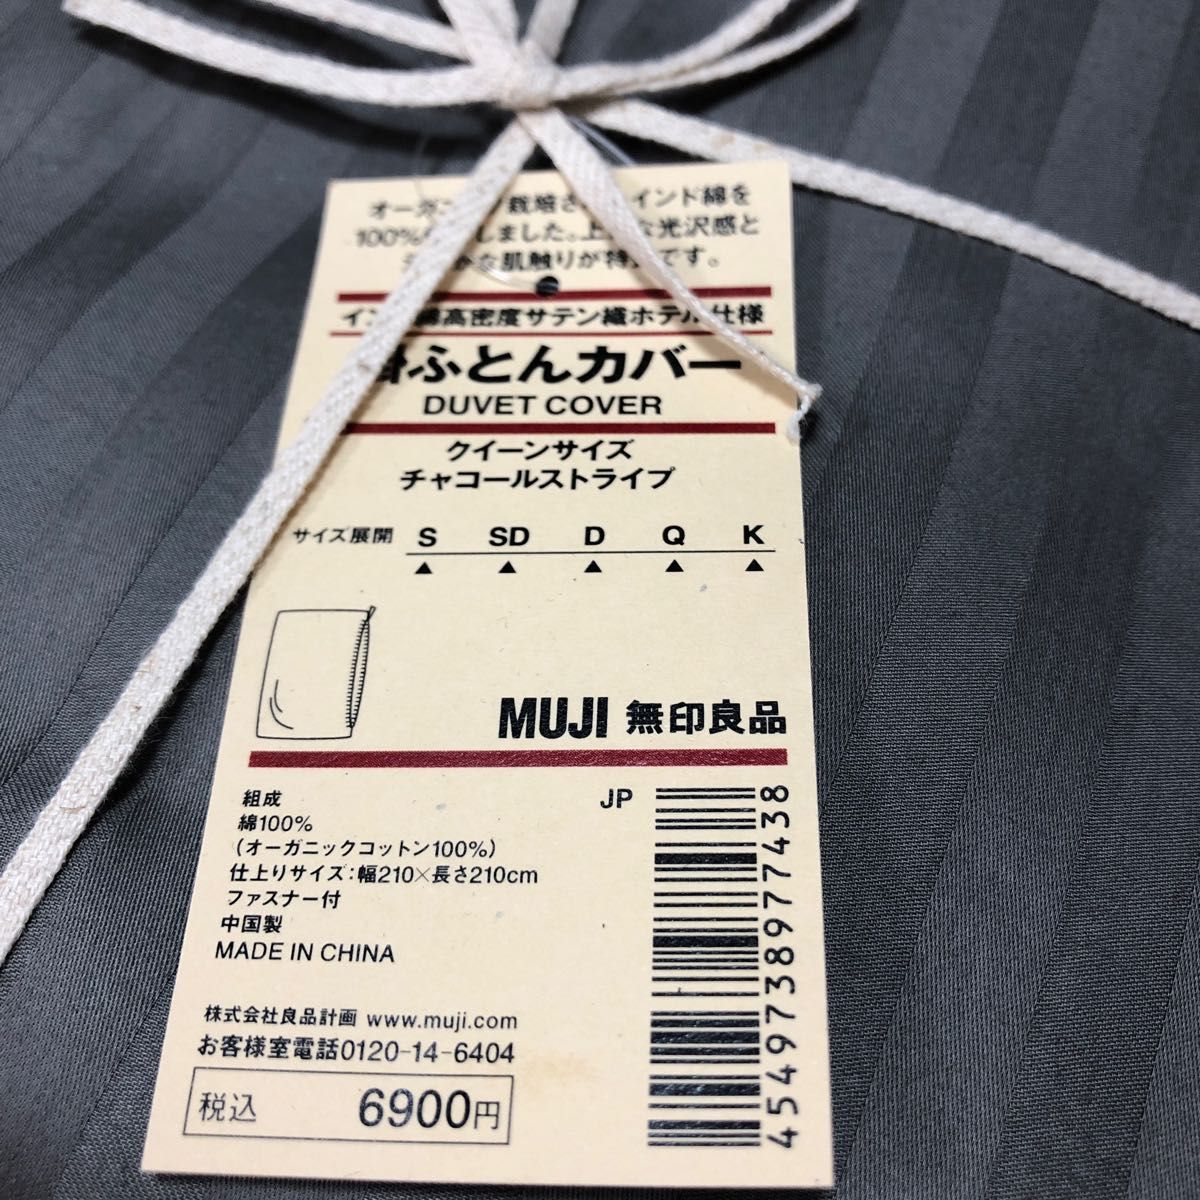 オーガ 栽培さ インド綿を
100% しました。上 な光沢感と
な肌触りが特 です。
イン 綿高密度サテン織ホテル仕様
掛ふとんカバー
DUVET COVER
クイーンサイズ
チャコールストライプ
サイズ展開 S SD D Q K
MUJI 無印良品
組成
綿100%
(オーガニックコットン100%)
仕上りサイズ:幅210×長さ210cm
ファスナー付
中国製
MADE IN CHINA
JP
4549738977438
株式会社良品計画 www.muji.com
お客様室電話0120-14-6404
税込 6900円